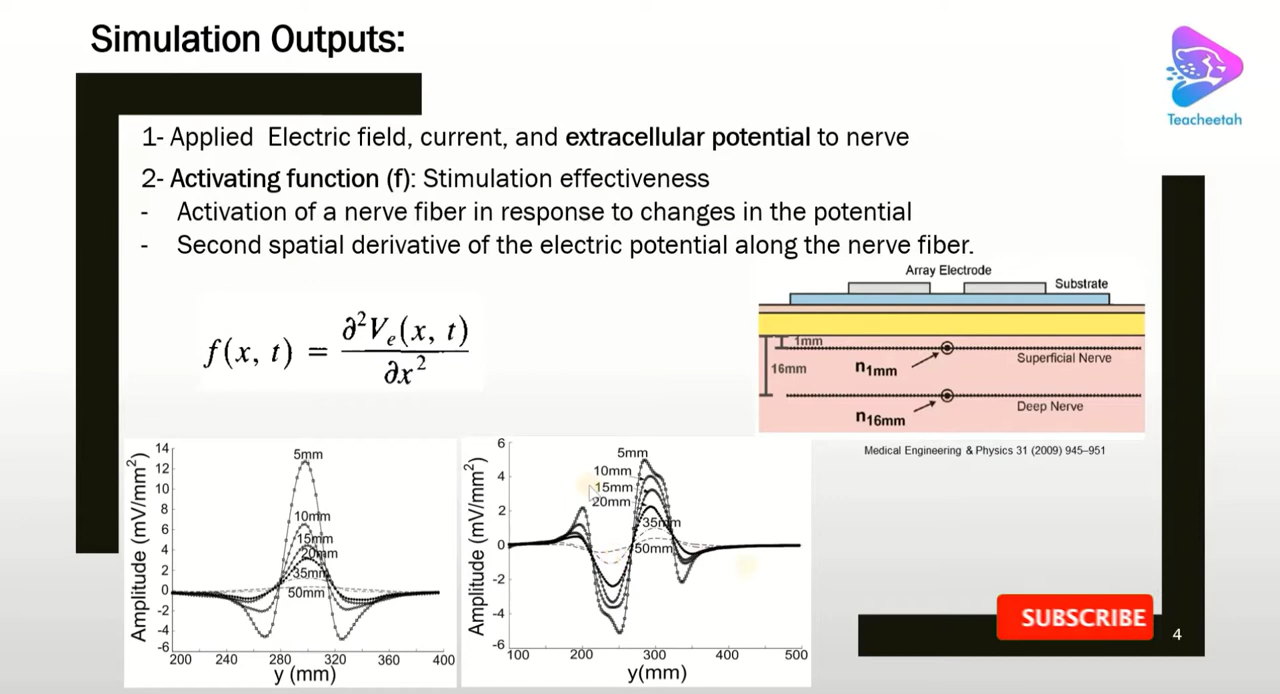 Simulation Outputs:
Teacheetah
1- Applied Electric field, current, and extracellular potential to nerve
2- Activating function (f): Stimulation effectiveness
- Activation of a nerve fiber in response to changes in the potential
- Second spatial derivative of the electric potential along the nerve fiber.
f(x, t) = ∂²Vₑ(x, t) / ∂x²
Array Electrode
Substrate
1mm
16mm
n1mm
Superficial Nerve
n16mm
Deep Nerve
Medical Engineering & Physics 31 (2009) 945–951
Amplitude (mV/mm²)
14
12
10
8
6
4
2
0
-2
-4
-6
5mm
10mm
15mm
20mm
35mm
50mm
200 240 280 320 360 400
y (mm)
Amplitude (mV/mm²)
6
4
2
0
-2
-4
-6
5mm
10mm
15mm
20mm
35mm
50mm
100 200 300 400 500
y(mm)
SUBSCRIBE
4